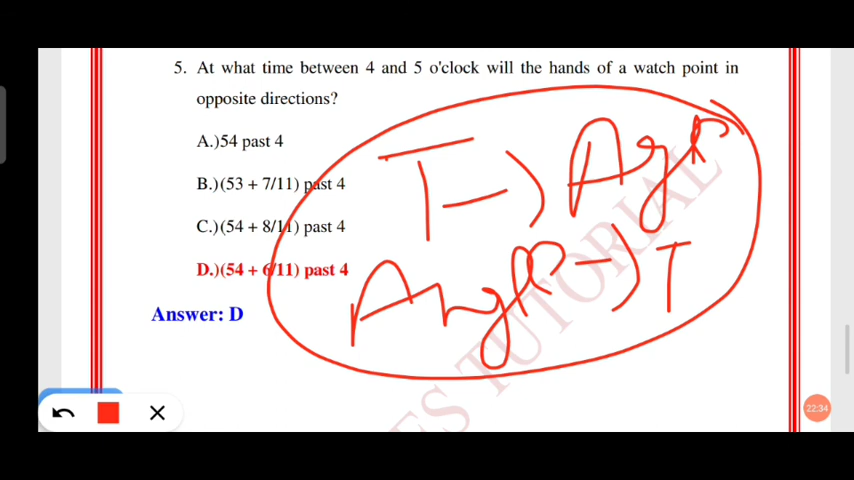 5. At what time between 4 and 5 o'clock will the hands of a watch point in
opposite directions?
A.)54 past 4
B.)(53 + 7/11) past 4
C.)(54 + 8/11) past 4
D.)(54 + 6/11) past 4
Answer: D
T
T
ES TUTORIAL
22:34